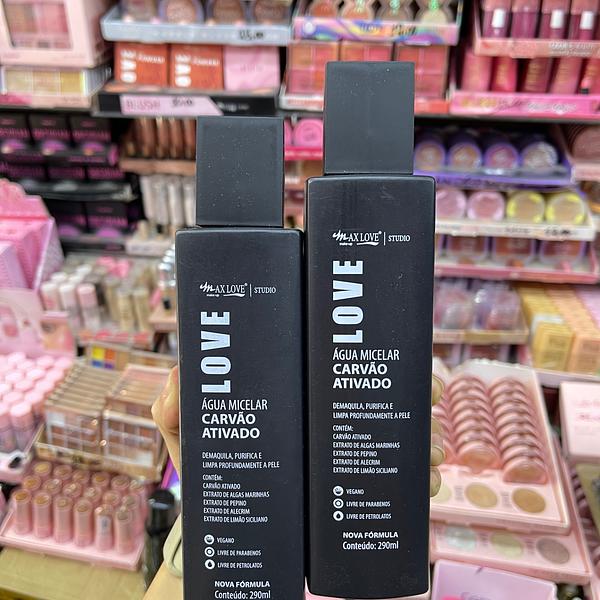 BLUSH
MAX LOVE®
make-up
STUDIO
LOVE
ÁGUA MICELAR
CARVÃO
ATIVADO
DEMAQUILA, PURIFICA E
LIMPA PROFUNDAMENTE A PELE
CONTÉM:
CARVÃO ATIVADO
EXTRATO DE ALGAS MARINHAS
EXTRATO DE PEPINO
EXTRATO DE ALECRIM
EXTRATO DE LIMÃO SICILIANO
VEGANO
LIVRE DE PARABENOS
LIVRE DE PETROLATOS
NOVA FÓRMULA
Conteúdo: 290ml
MAX LOVE®
make-up
STUDIO
LOVE
ÁGUA MICELAR
CARVÃO
ATIVADO
DEMAQUILA, PURIFICA E
LIMPA PROFUNDAMENTE A PELE
CONTÉM:
CARVÃO ATIVADO
EXTRATO DE ALGAS MARINHAS
EXTRATO DE PEPINO
EXTRATO DE ALECRIM
EXTRATO DE LIMÃO SICILIANO
VEGANO
LIVRE DE PARABENOS
LIVRE DE PETROLATOS
NOVA FÓRMULA
Conteúdo: 290ml